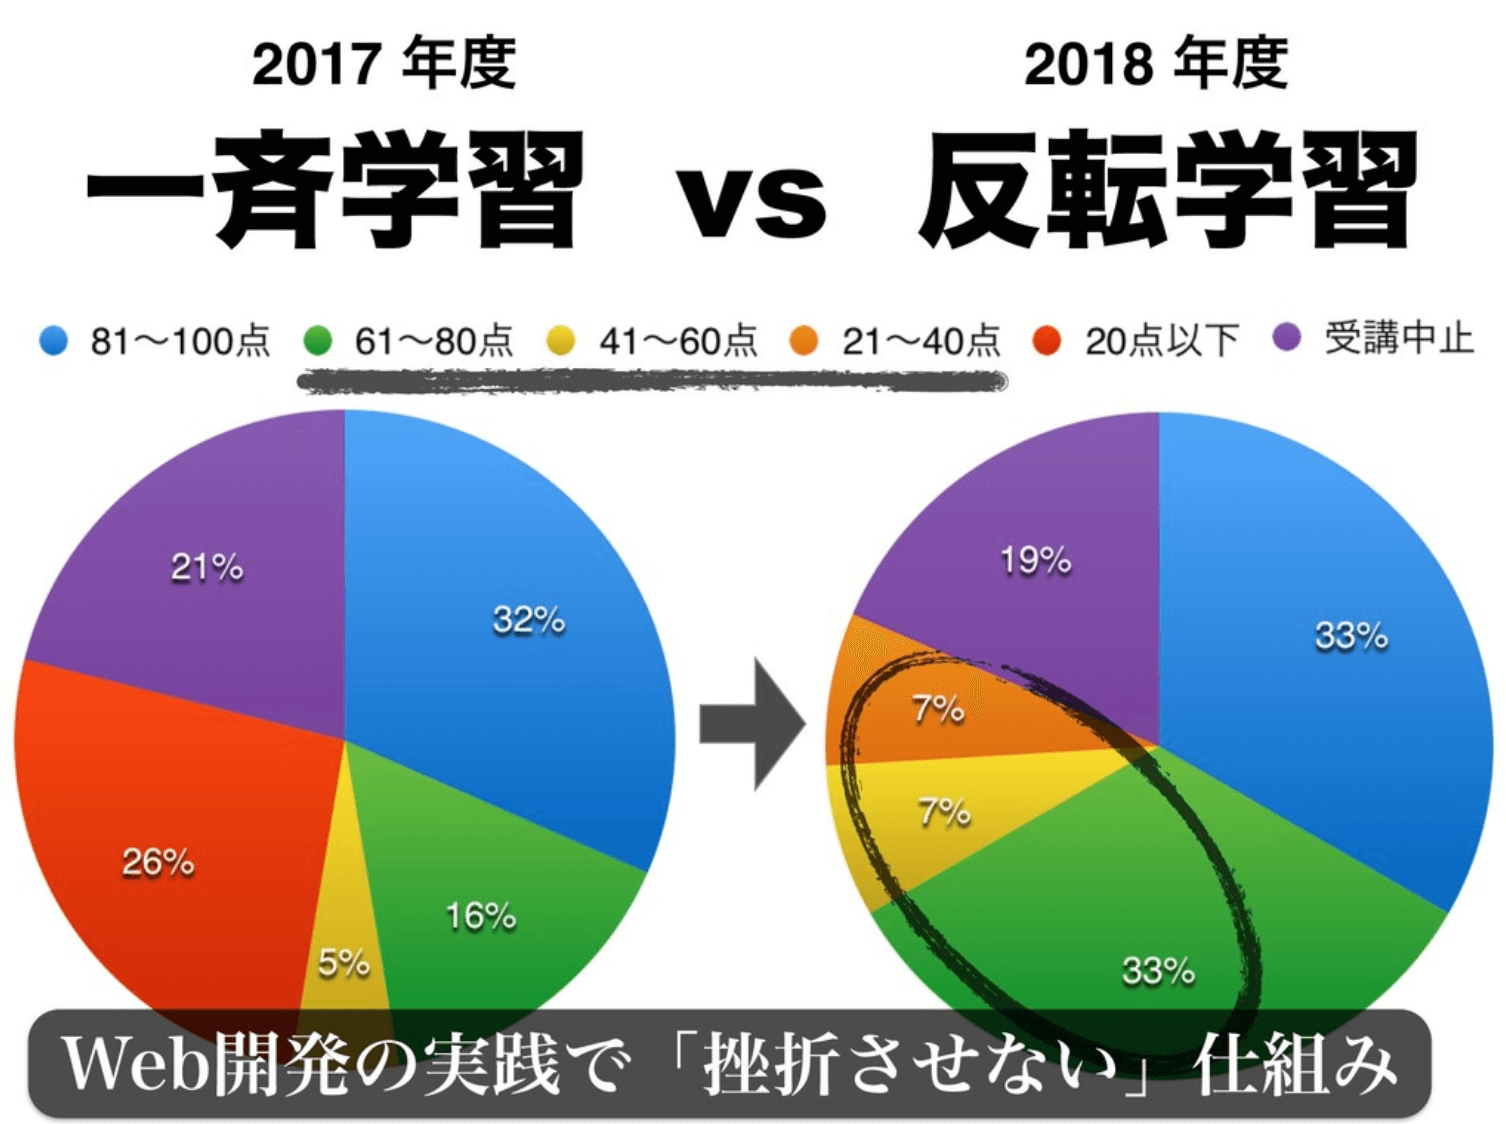 2017 年度
2018 年度
一斉学習 vs 反転学習
81〜100点 61〜80点 41〜60点 21〜40点 20点以下 受講中止
21%
32%
26%
16%
5%
19%
33%
7%
7%
33%
Web開発の実践で「挫折させない」仕組み